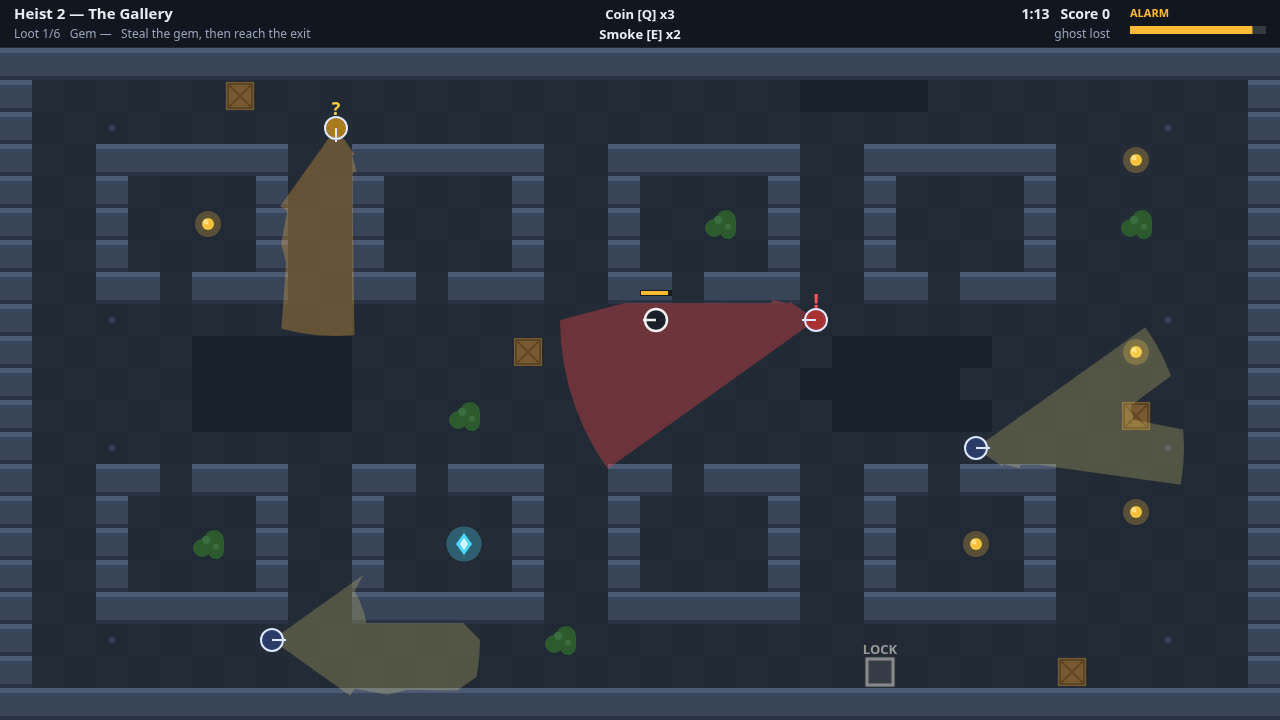 Heist 2 — The Gallery
Loot 1/6 Gem — Steal the gem, then reach the exit
Coin [Q] x3
Smoke [E] x2
1:13 Score 0
ghost lost
ALARM
?
!
LOCK